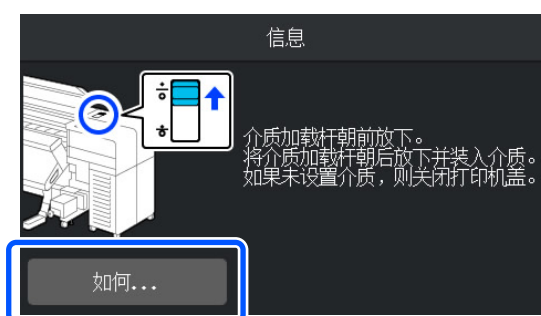 信息
介质加载杆朝前放下。
将介质加载杆朝后放下并装入介质。
如果未设置介质，则关闭打印机盖。
如何...